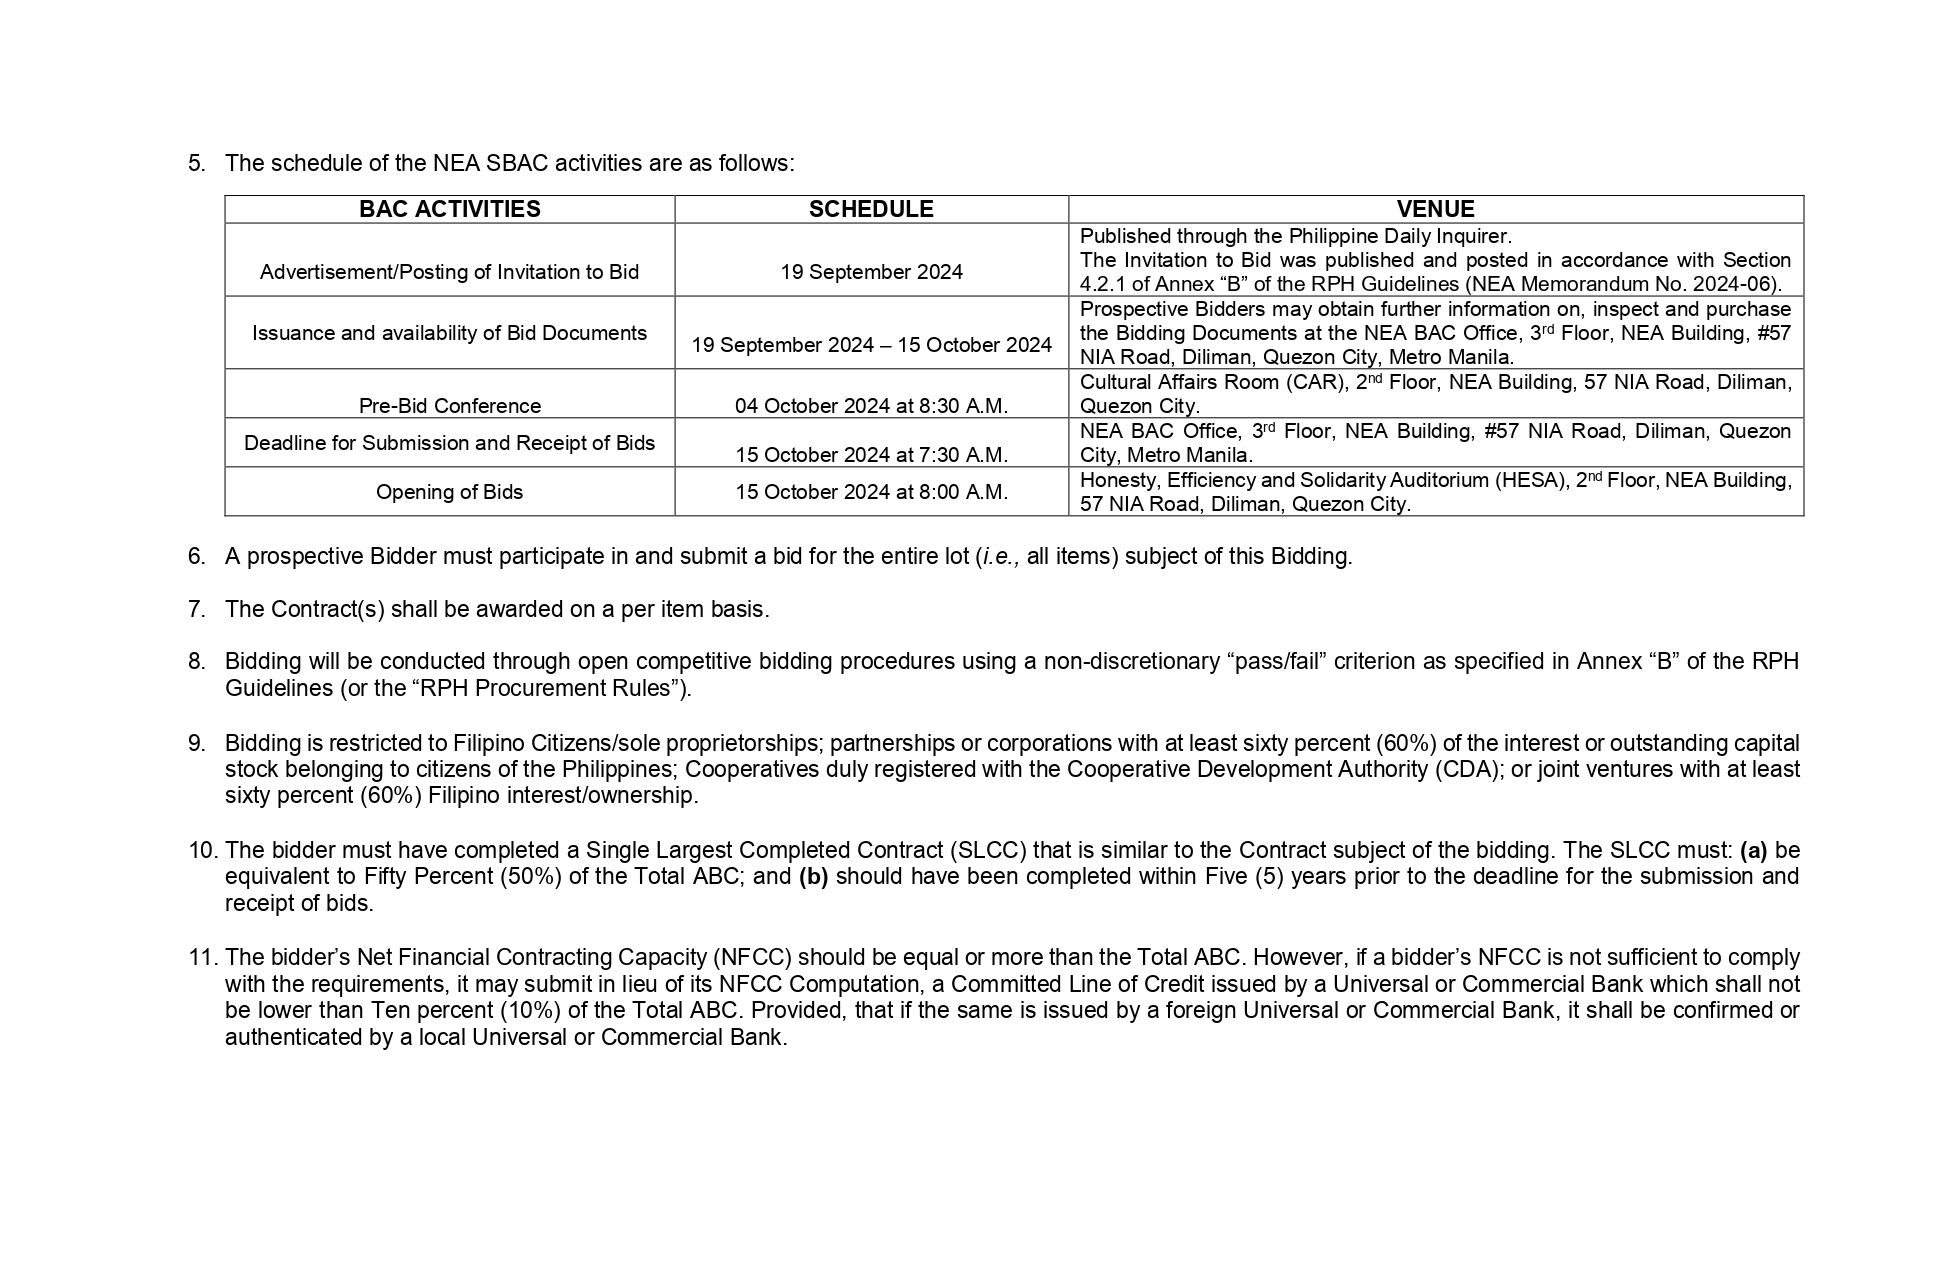 5. The schedule of the NEA SBAC activities are as follows:
BAC ACTIVITIES SCHEDULE VENUE
Advertisement/Posting of Invitation to Bid 19 September 2024 Published through the Philippine Daily Inquirer.
The Invitation to Bid was published and posted in accordance with Section
4.2.1 of Annex “B” of the RPH Guidelines (NEA Memorandum No. 2024-06).
Issuance and availability of Bid Documents 19 September 2024 – 15 October 2024 Prospective Bidders may obtain further information on, inspect and purchase
the Bidding Documents at the NEA BAC Office, 3rd Floor, NEA Building, #57
NIA Road, Diliman, Quezon City, Metro Manila.
Pre-Bid Conference 04 October 2024 at 8:30 A.M. Cultural Affairs Room (CAR), 2nd Floor, NEA Building, 57 NIA Road, Diliman,
Quezon City.
Deadline for Submission and Receipt of Bids 15 October 2024 at 7:30 A.M. NEA BAC Office, 3rd Floor, NEA Building, #57 NIA Road, Diliman, Quezon
City, Metro Manila.
Opening of Bids 15 October 2024 at 8:00 A.M. Honesty, Efficiency and Solidarity Auditorium (HESA), 2nd Floor, NEA Building,
57 NIA Road, Diliman, Quezon City.
6. A prospective Bidder must participate in and submit a bid for the entire lot (i.e., all items) subject of this Bidding.
7. The Contract(s) shall be awarded on a per item basis.
8. Bidding will be conducted through open competitive bidding procedures using a non-discretionary “pass/fail” criterion as specified in Annex “B” of the RPH
Guidelines (or the “RPH Procurement Rules”).
9. Bidding is restricted to Filipino Citizens/sole proprietorships; partnerships or corporations with at least sixty percent (60%) of the interest or outstanding capital
stock belonging to citizens of the Philippines; Cooperatives duly registered with the Cooperative Development Authority (CDA); or joint ventures with at least
sixty percent (60%) Filipino interest/ownership.
10. The bidder must have completed a Single Largest Completed Contract (SLCC) that is similar to the Contract subject of the bidding. The SLCC must: (a) be
equivalent to Fifty Percent (50%) of the Total ABC; and (b) should have been completed within Five (5) years prior to the deadline for the submission and
receipt of bids.
11. The bidder’s Net Financial Contracting Capacity (NFCC) should be equal or more than the Total ABC. However, if a bidder’s NFCC is not sufficient to comply
with the requirements, it may submit in lieu of its NFCC Computation, a Committed Line of Credit issued by a Universal or Commercial Bank which shall not
be lower than Ten percent (10%) of the Total ABC. Provided, that if the same is issued by a foreign Universal or Commercial Bank, it shall be confirmed or
authenticated by a local Universal or Commercial Bank.